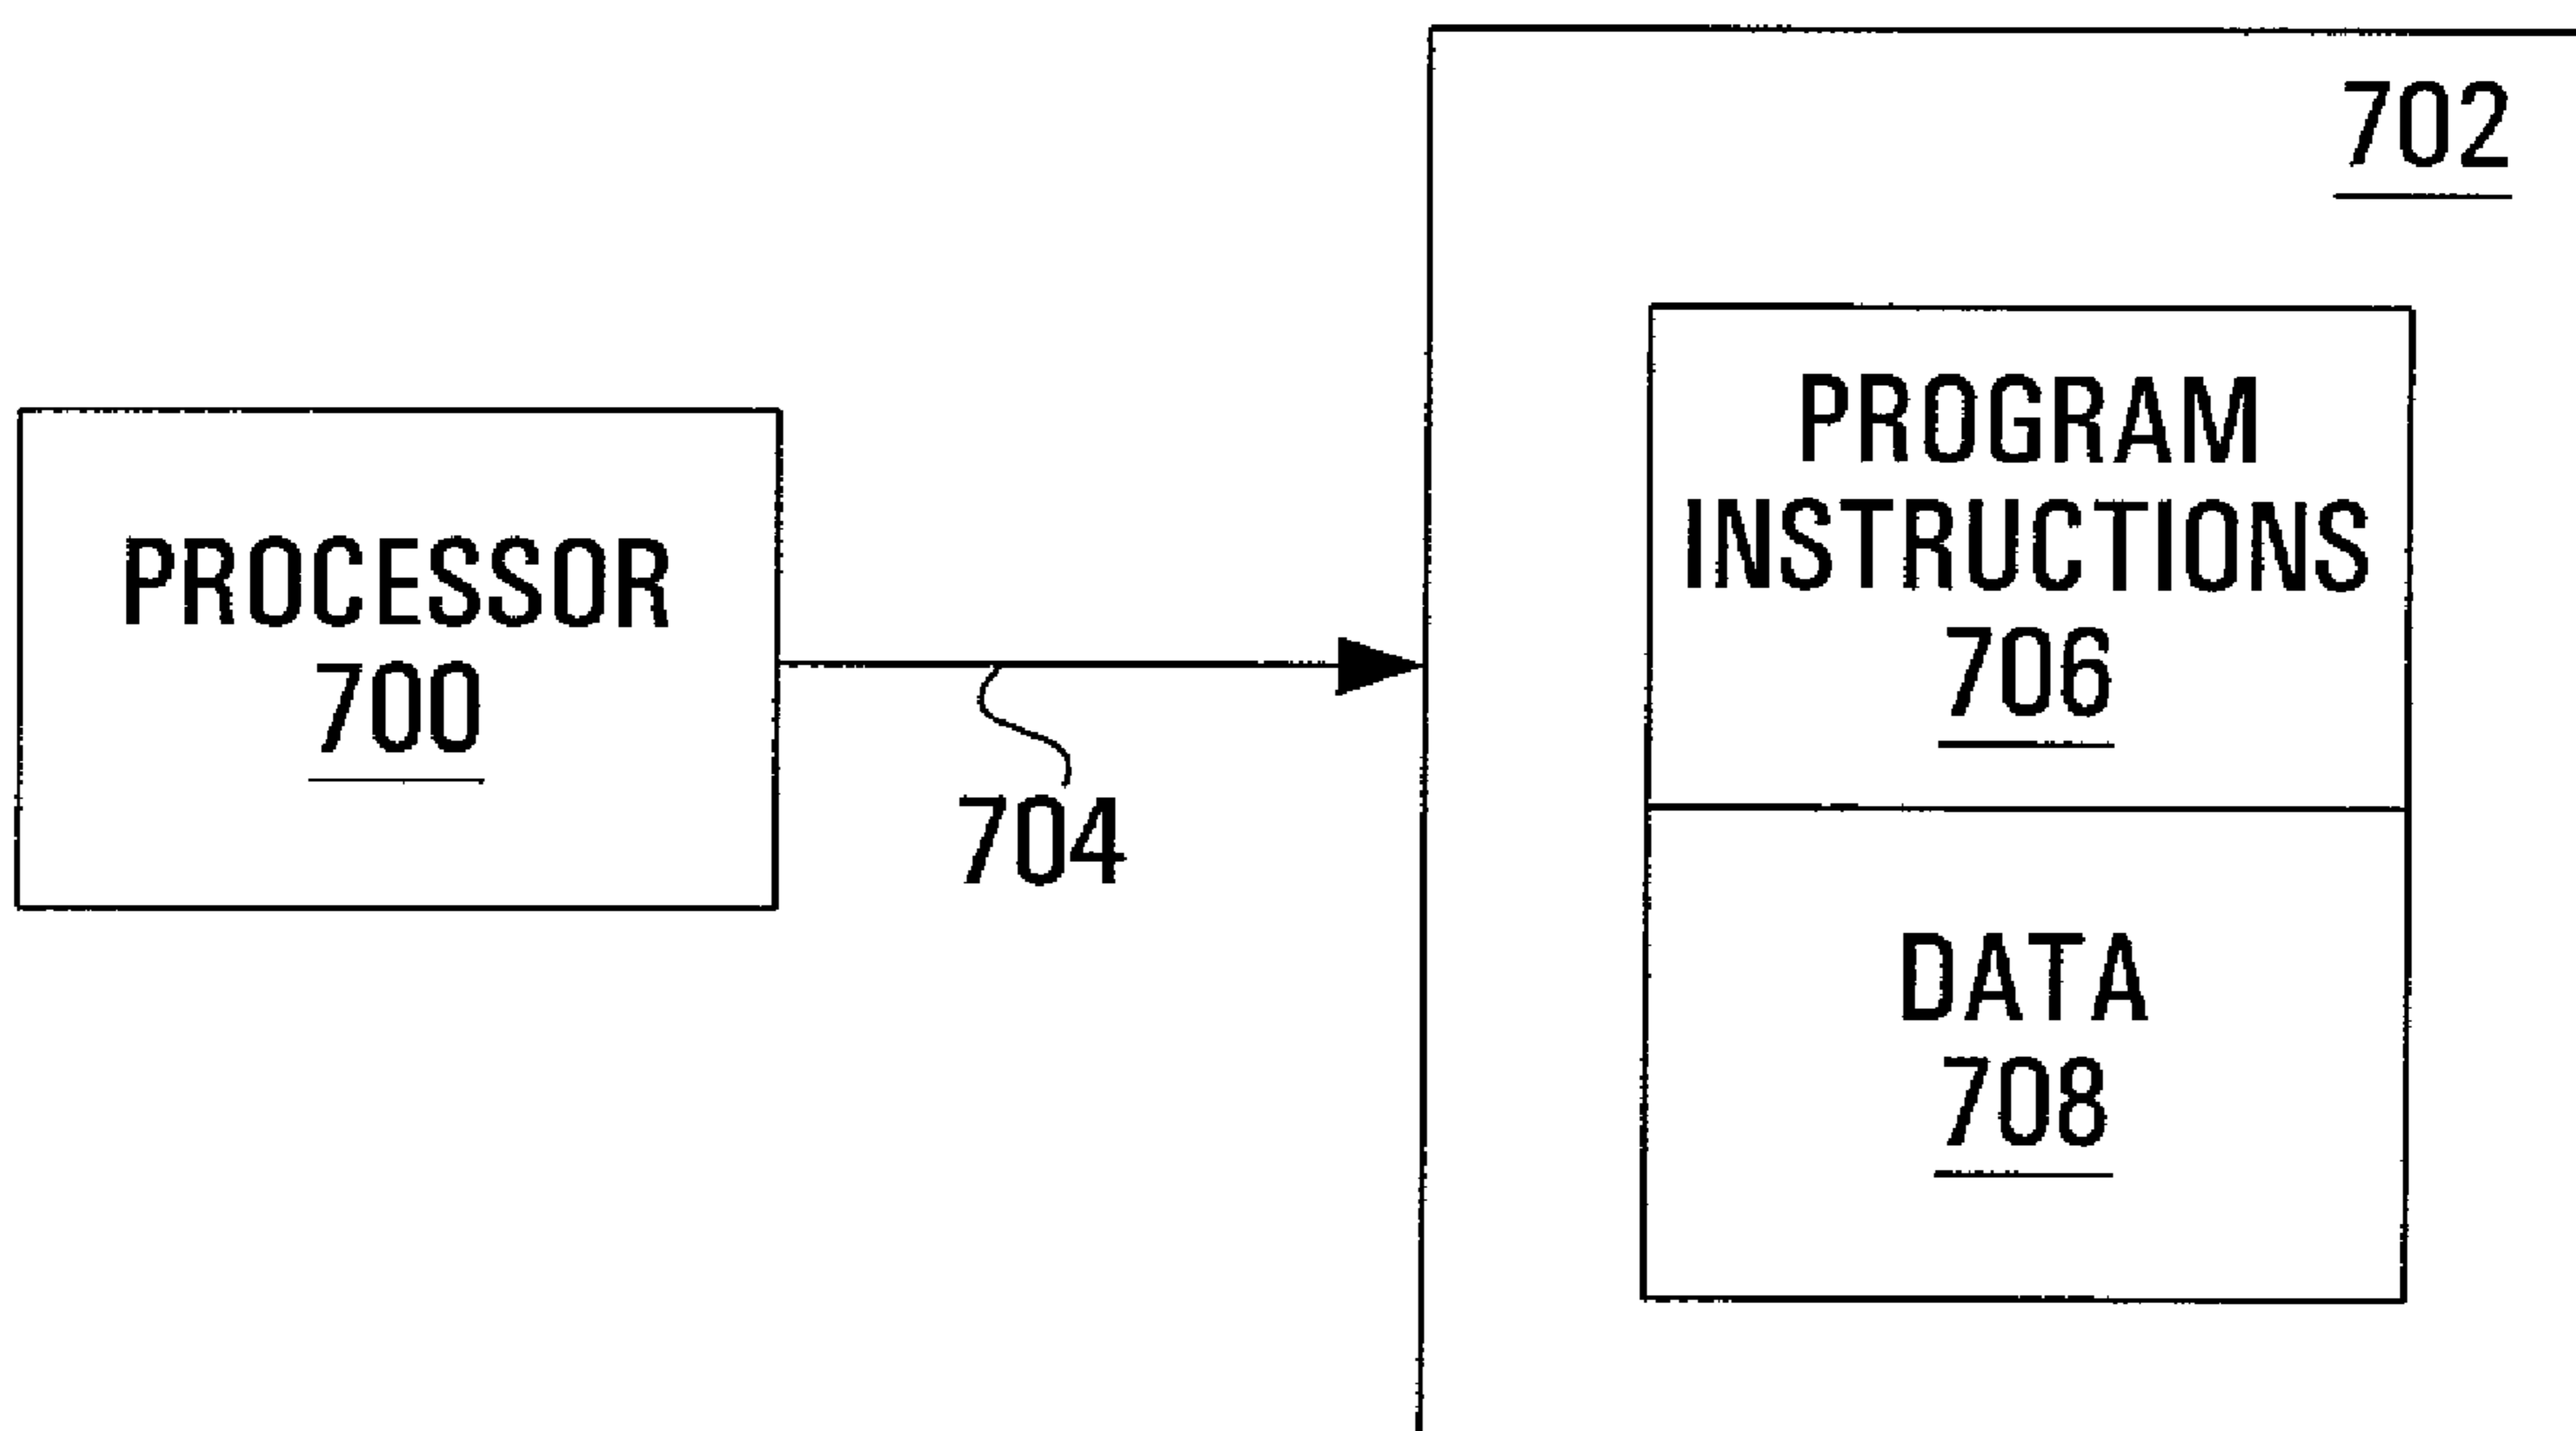 702
PROGRAM
INSTRUCTIONS
706
PROCESSOR
700
704
DATA
708